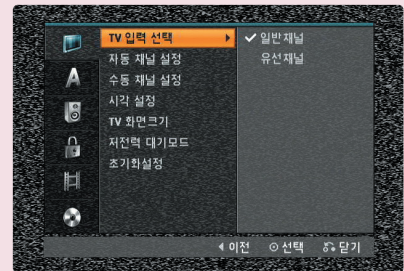 TV 입력 선택
자동 채널 설정
수동 채널 설정
시각 설정
TV 화면크기
저전력 대기모드
초기화설정
✔ 일반채널
유선채널
A
이전 선택 닫기